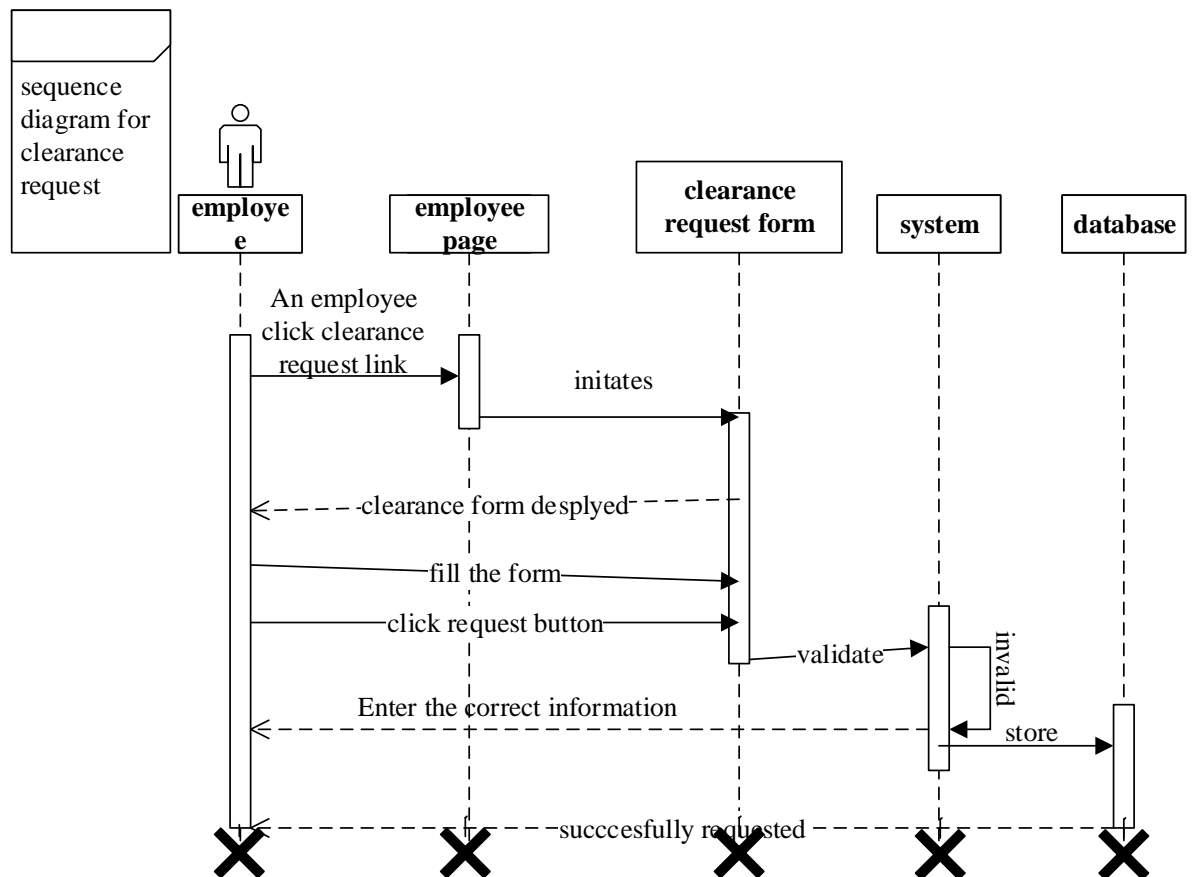 sequence
diagram for
clearance
request
employe
e
employee
page
clearance
request form
system
database
An employee
click clearance
request link
initates
clearance form desplyed
fill the form
click request button
validate
invalid
Enter the correct information
store
succcesfully requested